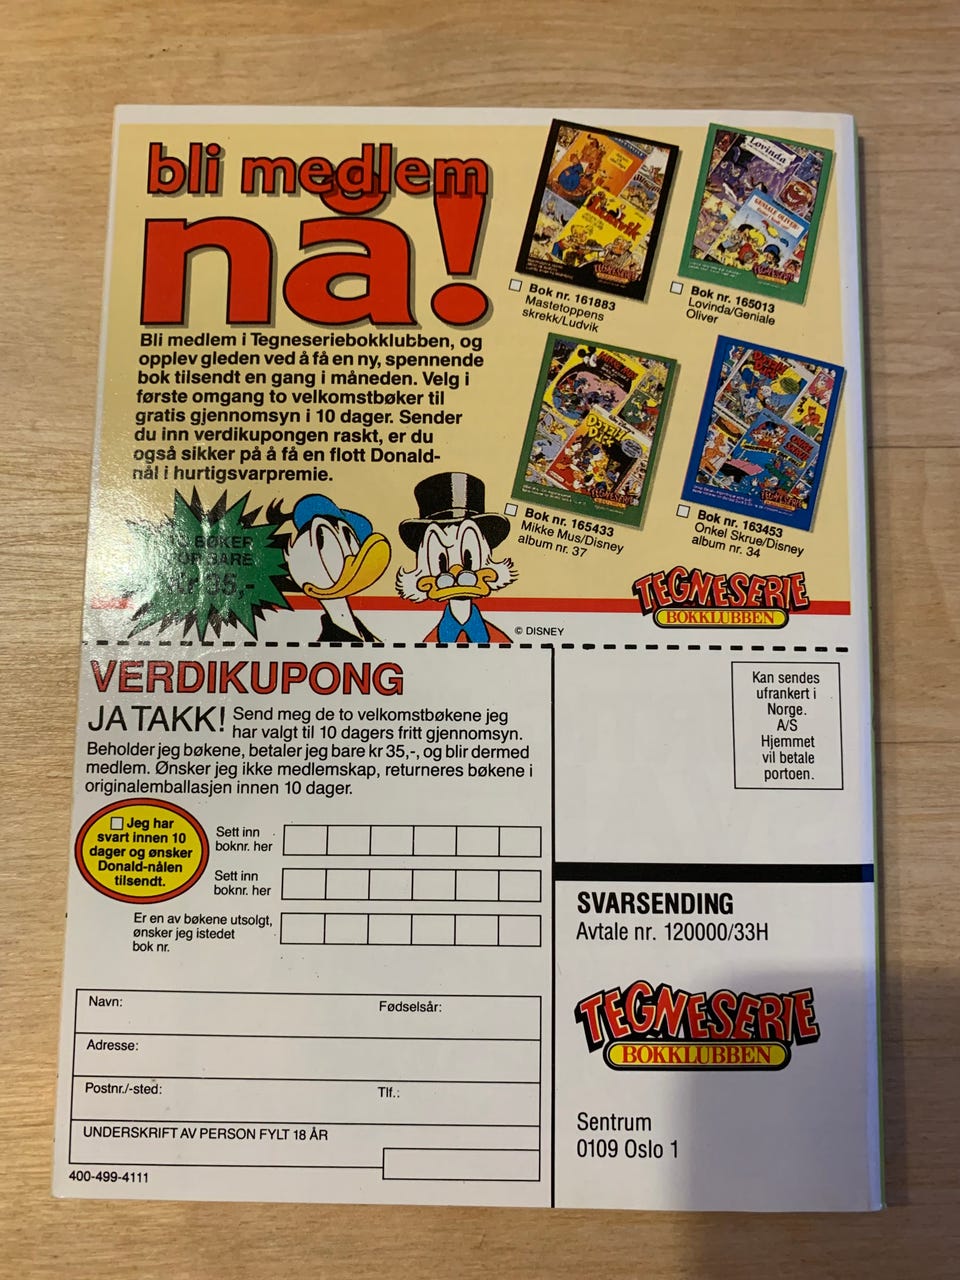 bli medlem
nå!
Bli medlem i Tegneseriebokklubben, og
opplev gleden ved å få en ny, spennende
bok tilsendt en gang i måneden. Velg i
første omgang to velkomstbøker til
gratis gjennomsyn i 10 dager. Sender
du inn verdikupongen raskt, er du
også sikker på å få en flott Donald-
nål i hurtigsvarpremie.
TO BØKER
FOR BARE
kr 35,-
Bok nr. 161883
Mastetoppens
skrekk/Ludvik
Lovinda
GENIALE OLIVER!
Bok nr. 165013
Lovinda/Geniale
Oliver
Bok nr. 165433
Mikke Mus/Disney
album nr. 37
Bok nr. 163453
Onkel Skrue/Disney
album nr. 34
TEGNESERIE
BOKKLUBBEN
© DISNEY
VERDIKUPONG
JA TAKK! Send meg de to velkomstbøkene jeg
har valgt til 10 dagers fritt gjennomsyn.
Beholder jeg bøkene, betaler jeg bare kr 35,-, og blir dermed
medlem. Ønsker jeg ikke medlemskap, returneres bøkene i
originalemballasjen innen 10 dager.
Jeg har
svart innen 10
dager og ønsker
Donald-nålen
tilsendt.
Sett inn
boknr. her
Sett inn
boknr. her
Er en av bøkene utsolgt,
ønsker jeg istedet
bok nr.
Navn:
Fødselsår:
Adresse:
Postnr./-sted:
Tlf.:
UNDERSKRIFT AV PERSON FYLT 18 ÅR
400-499-4111
Kan sendes
ufrankert i
Norge.
A/S
Hjemmet
vil betale
portoen.
SVARSENDING
Avtale nr. 120000/33H
TEGNESERIE
BOKKLUBBEN
Sentrum
0109 Oslo 1